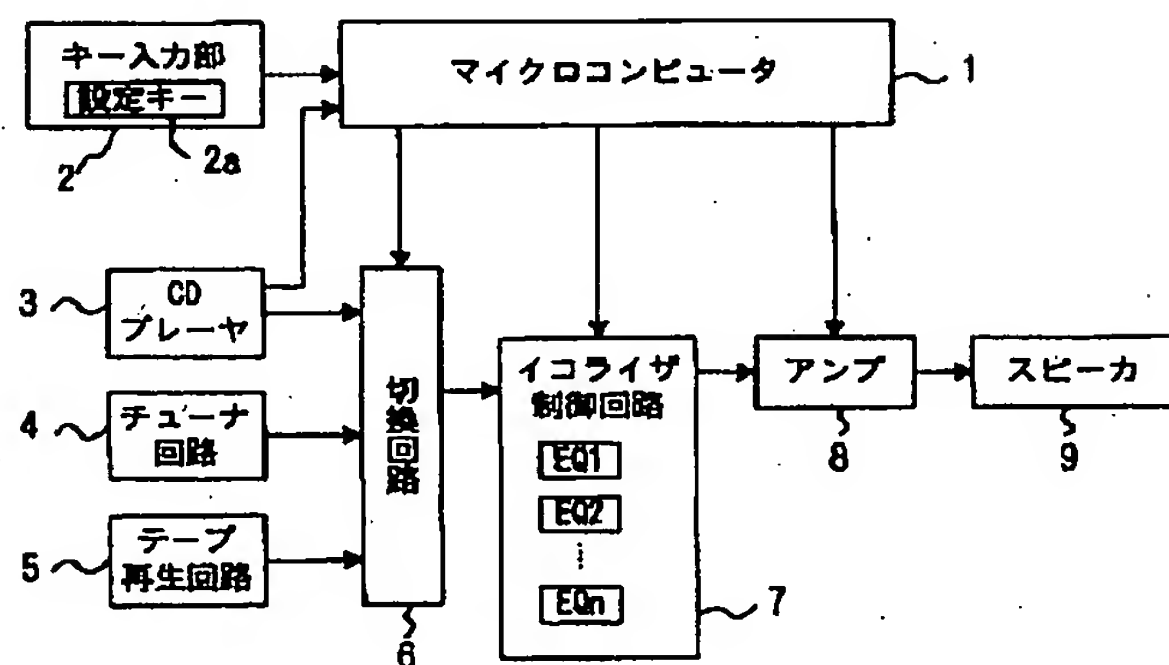 キー入力部
設定キー
2
2a
マイクロコンピュータ
1
3
CD
プレーヤ
4
チューナ
回路
5
テープ
再生回路
切換回路
6
イコライザ
制御回路
EQ1
EQ2
EQn
7
アンプ
8
スピーカ
9